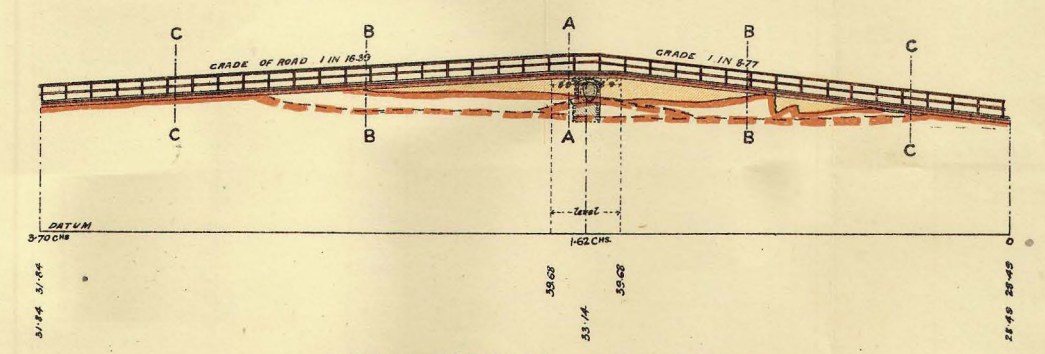 C B A B C
GRADE OF ROAD 1 IN 16·39
GRADE 1 IN 8·77
C B A B C
level
DATUM
3·70 CHS
1·62 CHS.
0
31·84 39.68 39.68 28·49
31·84 33·14 28·49